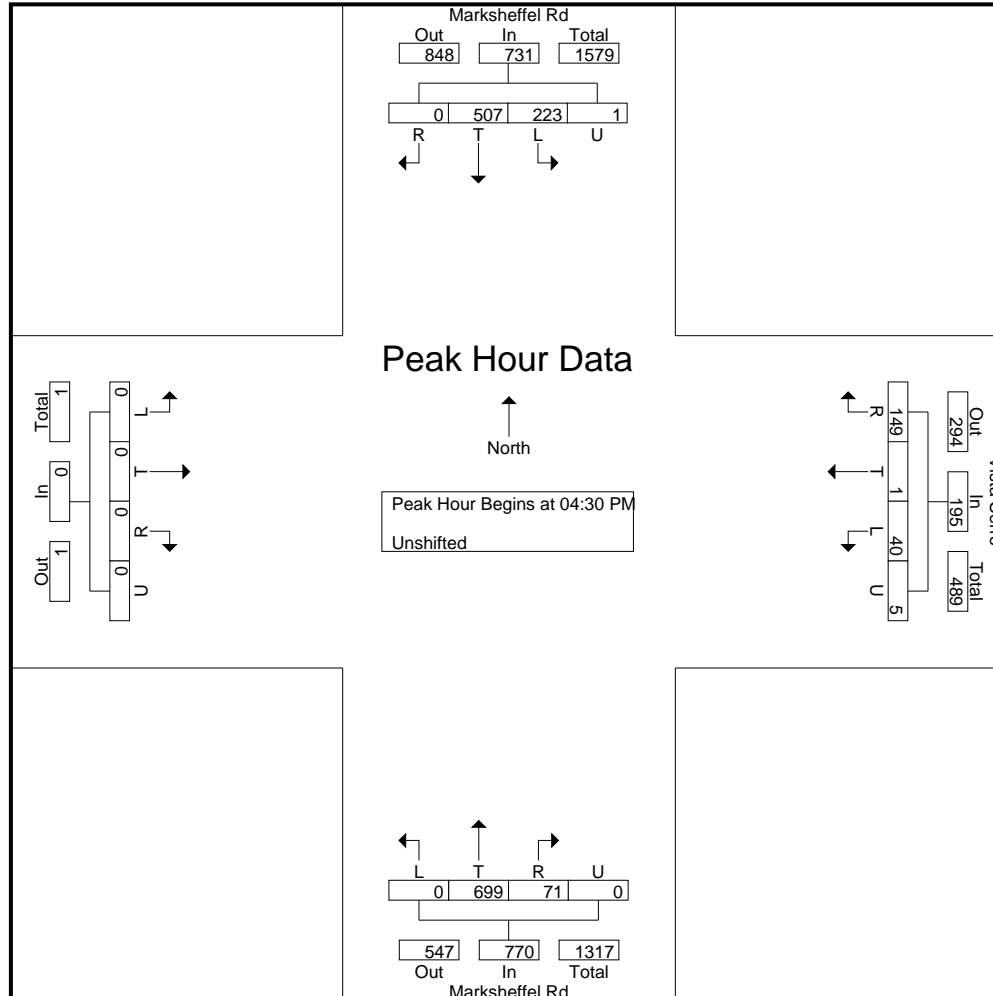 Marksheffel Rd
Out In Total
848 731 1579
0 507 223 1
R T L U
Peak Hour Data
North
Peak Hour Begins at 04:30 PM
Unshifted
Total In Out
1 0 1
0 0 0 0
L T R U
R T L U
149 1 40 5
Out In Total
294 195 489
L T R U
0 699 71 0
547 770 1317
Out In Total
Marksheffel Rd